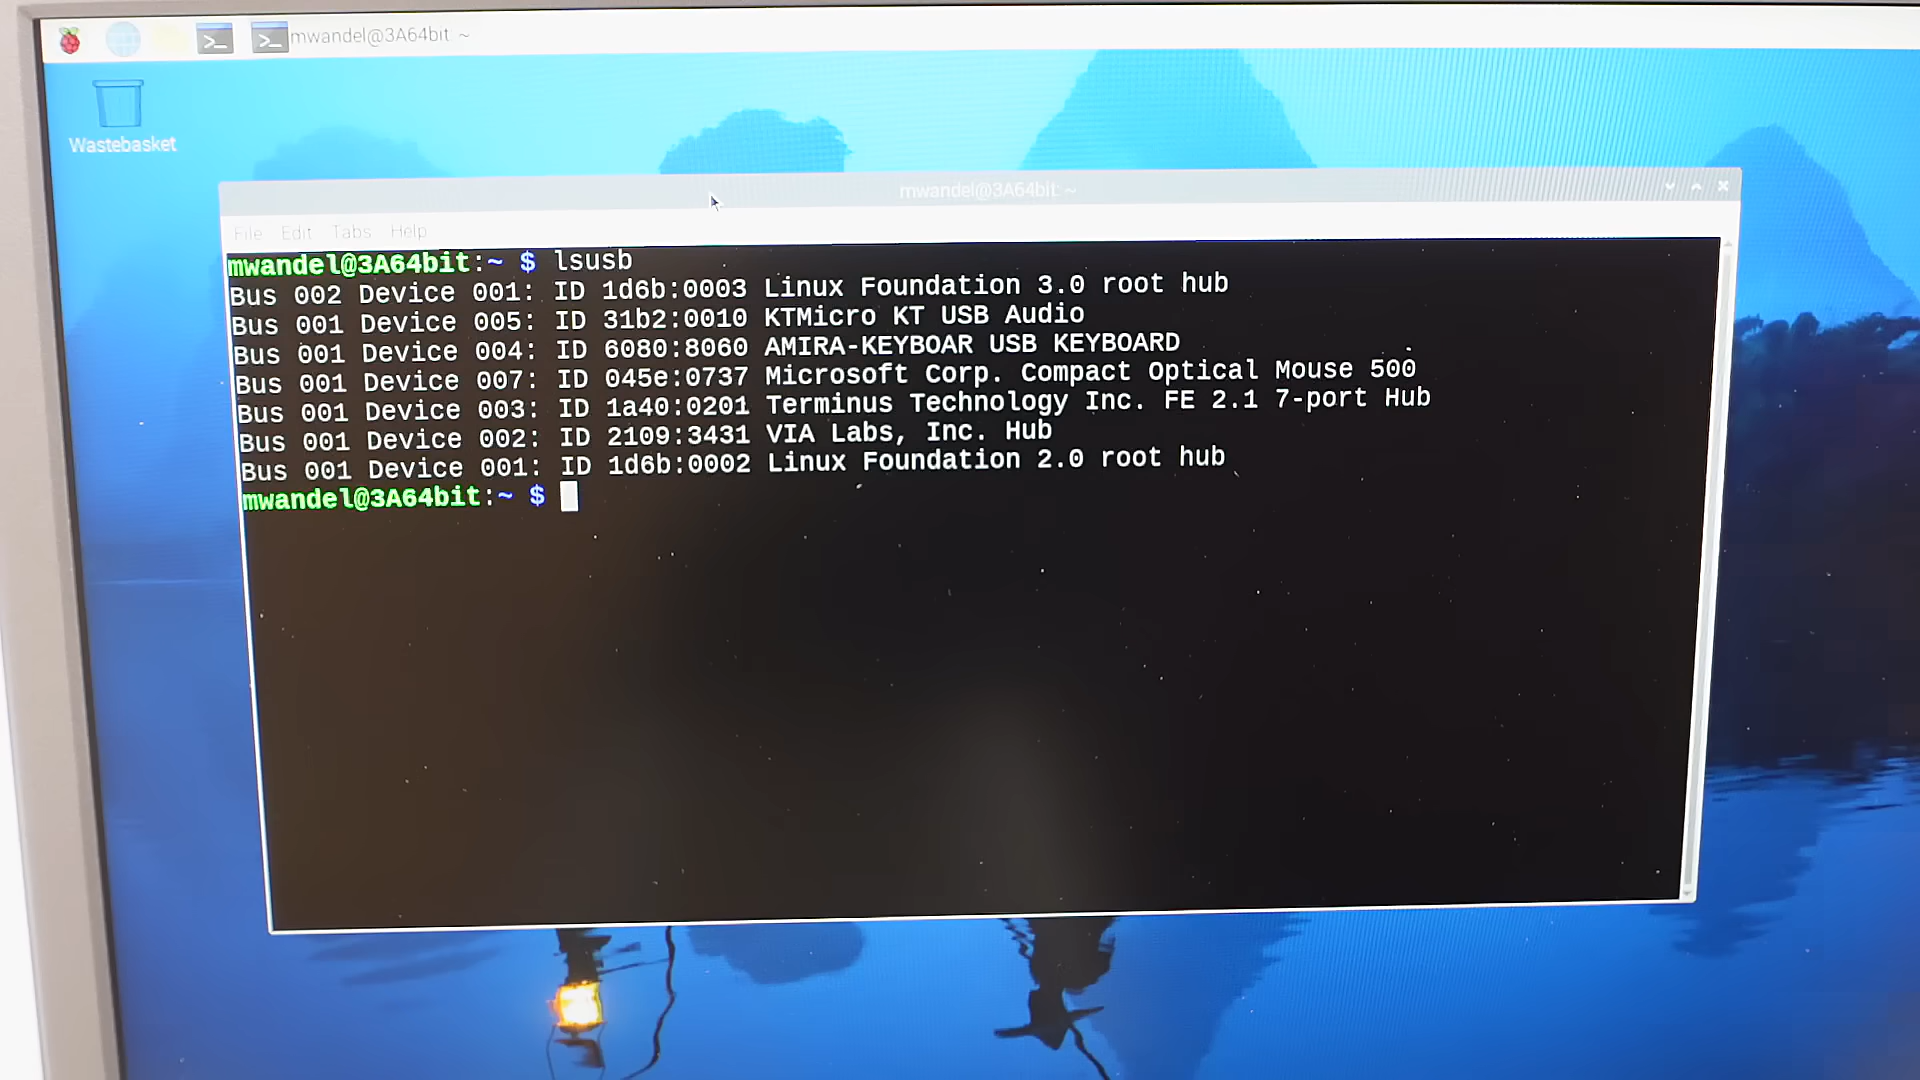 mwandel@3A64bit: ~
Wastebasket
mwandel@3A64bit: ~
File Edit Tabs Help
mwandel@3A64bit:~ $ lsusb
Bus 002 Device 001: ID 1d6b:0003 Linux Foundation 3.0 root hub
Bus 001 Device 005: ID 31b2:0010 KTMicro KT USB Audio
Bus 001 Device 004: ID 6080:8060 AMIRA-KEYBOAR USB KEYBOARD
Bus 001 Device 007: ID 045e:0737 Microsoft Corp. Compact Optical Mouse 500
Bus 001 Device 003: ID 1a40:0201 Terminus Technology Inc. FE 2.1 7-port Hub
Bus 001 Device 002: ID 2109:3431 VIA Labs, Inc. Hub
Bus 001 Device 001: ID 1d6b:0002 Linux Foundation 2.0 root hub
mwandel@3A64bit:~ $